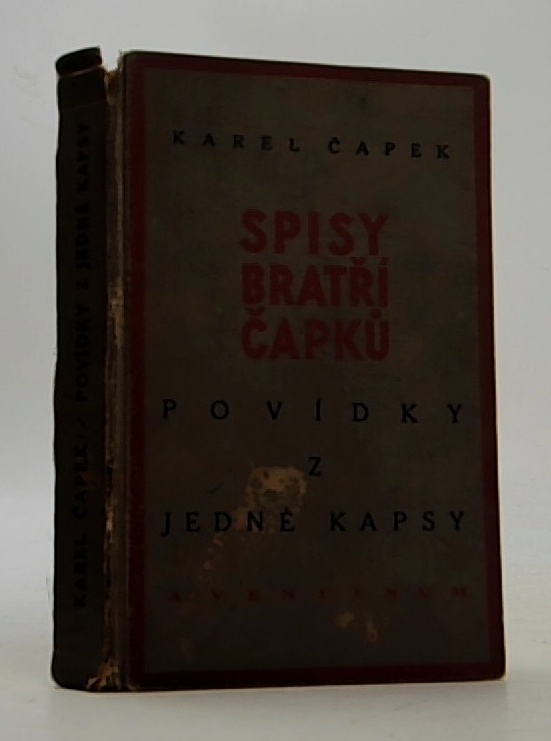 KAREL ČAPEK
SPISY
BRATŘÍ
ČAPKŮ
POVÍDKY
Z
JEDNÉ KAPSY
AVENTINUM
KAREL ČAPEK // POVÍDKY Z JEDNÉ KAPSY